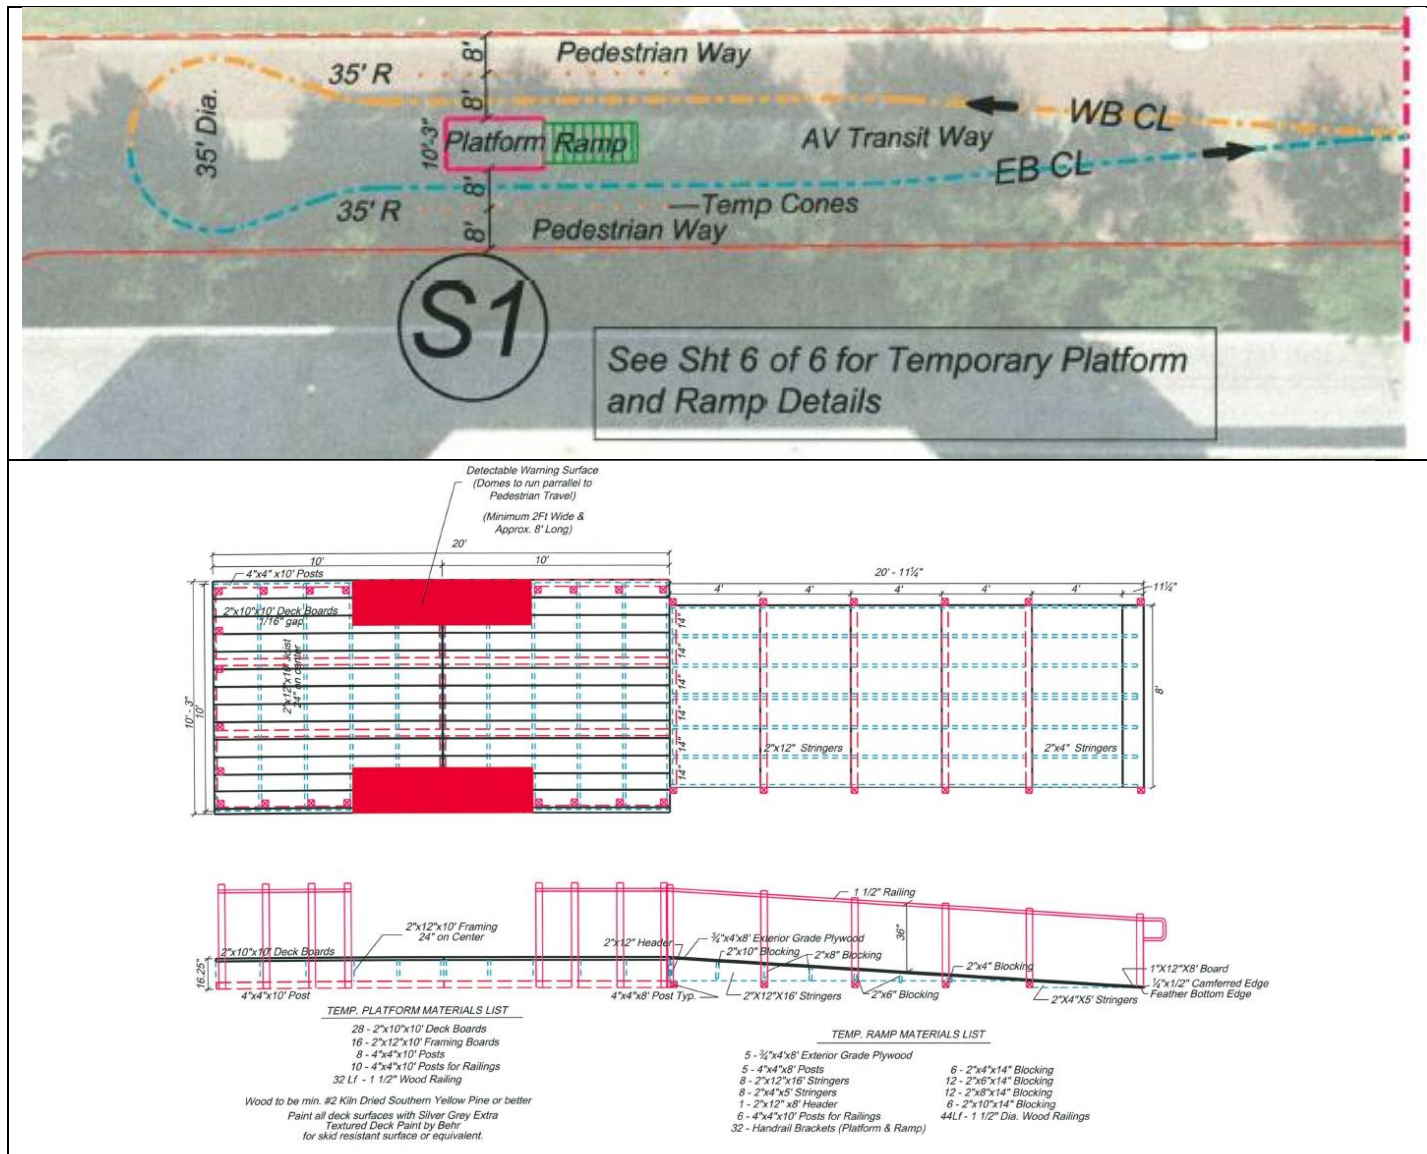 8'
Pedestrian Way
35' R
8'
WB CL
35' Dia.
10'-3"
Platform
Ramp
AV Transit Way
EB CL
8'
35' R
Temp Cones
8'
Pedestrian Way
S1
See Sht 6 of 6 for Temporary Platform
and Ramp Details
Detectable Warning Surface
(Domes to run parrallel to
Pedestrian Travel)
(Minimum 2Ft Wide &
Approx. 8' Long)
20'
10'
10'
4"x4" x10' Posts
2"x10"x10' Deck Boards
1/16" gap
2"x12"x10' Joist
24" on center
10' - 3"
10'
20' - 11¼"
4'
4'
4'
4'
4'
11¼"
14"
14"
14"
14"
14"
14"
8'
2"x12" Stringers
2"x4" Stringers
1 1/2" Railing
36"
2"x12"x10' Framing
24" on Center
2"x10"x10' Deck Boards
2"x12" Header
¾"x4'x8' Exterior Grade Plywood
2"x10" Blocking
2"x8" Blocking
2"x4" Blocking
2"x6" Blocking
1"X12"X8' Board
¼"x1/2" Camferred Edge
Feather Bottom Edge
16.25"
4"x4"x10' Post
4"x4"x8' Post Typ.
2"X12"X16' Stringers
2"X4"X5' Stringers
TEMP. PLATFORM MATERIALS LIST
28 - 2"x10"x10' Deck Boards
16 - 2"x12"x10' Framing Boards
8 - 4"x4"x10' Posts
10 - 4"x4"x10' Posts for Railings
32 Lf - 1 1/2" Wood Railing
Wood to be min. #2 Kiln Dried Southern Yellow Pine or better
Paint all deck surfaces with Silver Grey Extra
Textured Deck Paint by Behr
for skid resistant surface or equivalent.
TEMP. RAMP MATERIALS LIST
5 - ¾"x4'x8' Exterior Grade Plywood
5 - 4"x4"x8' Posts
8 - 2"x12"x16' Stringers
8 - 2"x4"x5' Stringers
1 - 2"x12" x8' Header
6 - 4"x4"x10' Posts for Railings
32 - Handrail Brackets (Platform & Ramp)
6 - 2"x4"x14" Blocking
12 - 2"x6"x14" Blocking
12 - 2"x8"x14" Blocking
6 - 2"x10"x14" Blocking
44Lf - 1 1/2" Dia. Wood Railings